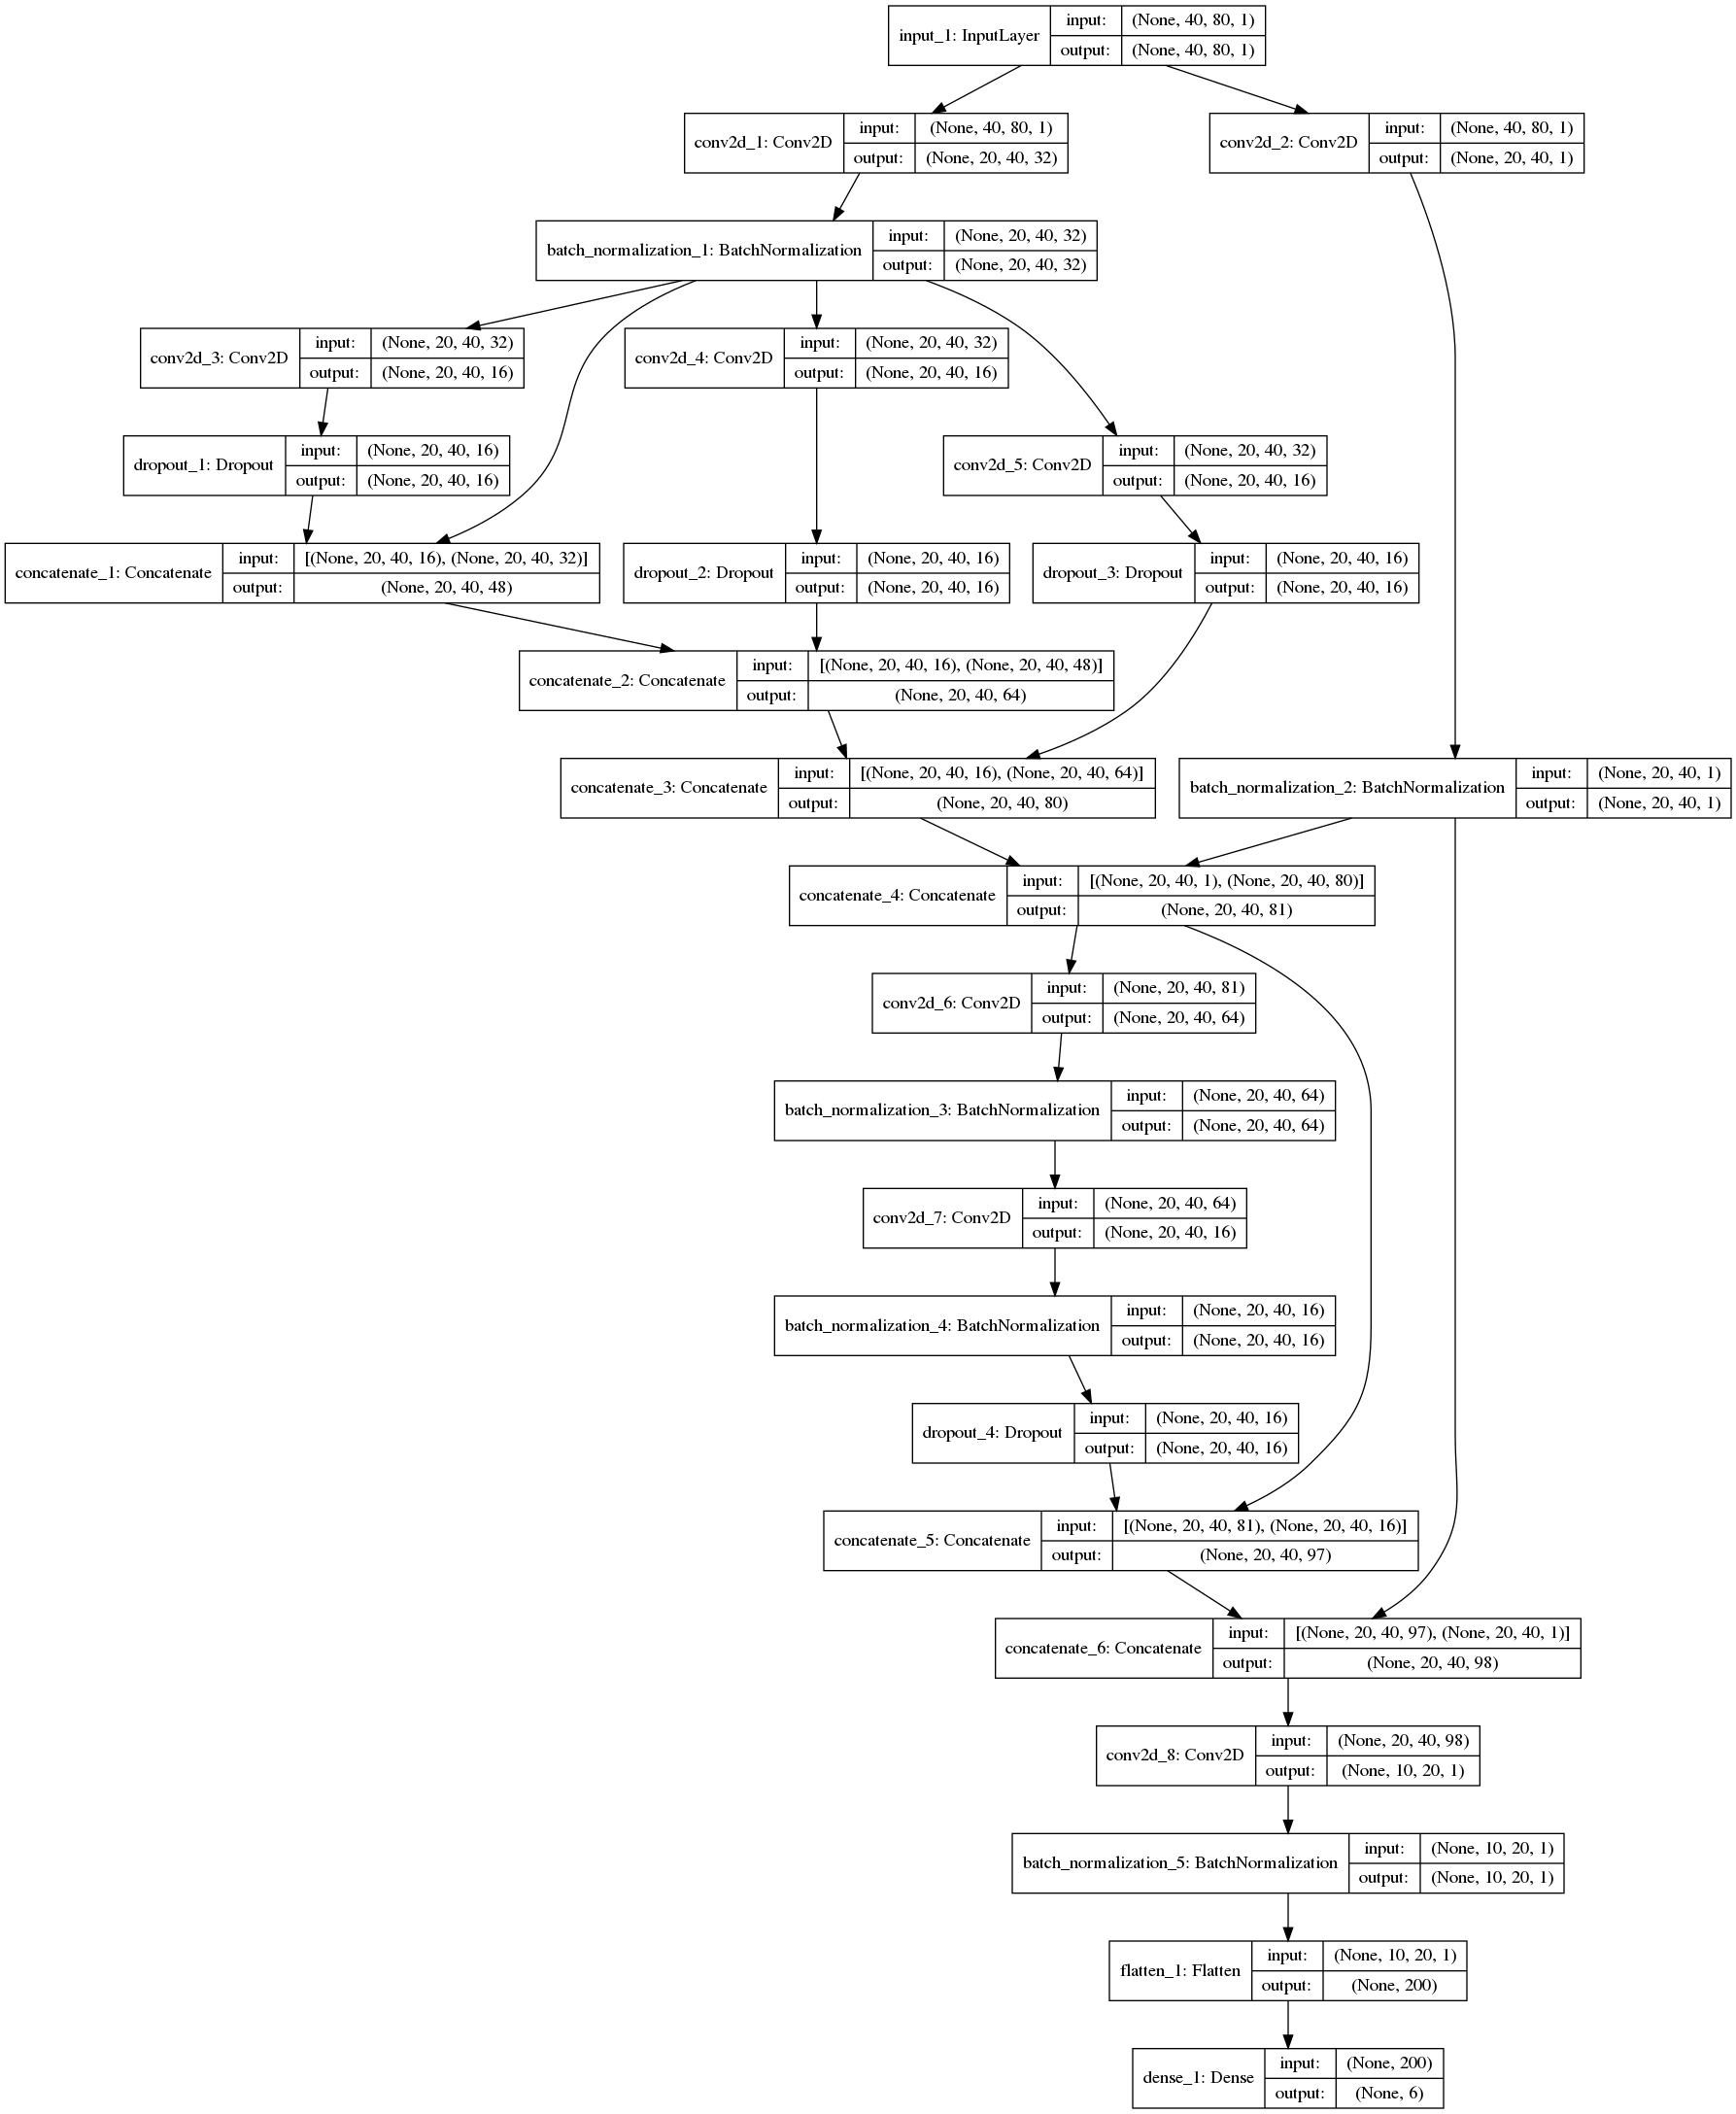 input_1: InputLayer
input: (None, 40, 80, 1)
output: (None, 40, 80, 1)
conv2d_1: Conv2D
input: (None, 40, 80, 1)
output: (None, 20, 40, 32)
conv2d_2: Conv2D
input: (None, 40, 80, 1)
output: (None, 20, 40, 1)
batch_normalization_1: BatchNormalization
input: (None, 20, 40, 32)
output: (None, 20, 40, 32)
conv2d_3: Conv2D
input: (None, 20, 40, 32)
output: (None, 20, 40, 16)
conv2d_4: Conv2D
input: (None, 20, 40, 32)
output: (None, 20, 40, 16)
dropout_1: Dropout
input: (None, 20, 40, 16)
output: (None, 20, 40, 16)
conv2d_5: Conv2D
input: (None, 20, 40, 32)
output: (None, 20, 40, 16)
concatenate_1: Concatenate
input: [(None, 20, 40, 16), (None, 20, 40, 32)]
output: (None, 20, 40, 48)
dropout_2: Dropout
input: (None, 20, 40, 16)
output: (None, 20, 40, 16)
dropout_3: Dropout
input: (None, 20, 40, 16)
output: (None, 20, 40, 16)
concatenate_2: Concatenate
input: [(None, 20, 40, 16), (None, 20, 40, 48)]
output: (None, 20, 40, 64)
concatenate_3: Concatenate
input: [(None, 20, 40, 16), (None, 20, 40, 64)]
output: (None, 20, 40, 80)
batch_normalization_2: BatchNormalization
input: (None, 20, 40, 1)
output: (None, 20, 40, 1)
concatenate_4: Concatenate
input: [(None, 20, 40, 1), (None, 20, 40, 80)]
output: (None, 20, 40, 81)
conv2d_6: Conv2D
input: (None, 20, 40, 81)
output: (None, 20, 40, 64)
batch_normalization_3: BatchNormalization
input: (None, 20, 40, 64)
output: (None, 20, 40, 64)
conv2d_7: Conv2D
input: (None, 20, 40, 64)
output: (None, 20, 40, 16)
batch_normalization_4: BatchNormalization
input: (None, 20, 40, 16)
output: (None, 20, 40, 16)
dropout_4: Dropout
input: (None, 20, 40, 16)
output: (None, 20, 40, 16)
concatenate_5: Concatenate
input: [(None, 20, 40, 81), (None, 20, 40, 16)]
output: (None, 20, 40, 97)
concatenate_6: Concatenate
input: [(None, 20, 40, 97), (None, 20, 40, 1)]
output: (None, 20, 40, 98)
conv2d_8: Conv2D
input: (None, 20, 40, 98)
output: (None, 10, 20, 1)
batch_normalization_5: BatchNormalization
input: (None, 10, 20, 1)
output: (None, 10, 20, 1)
flatten_1: Flatten
input: (None, 10, 20, 1)
output: (None, 200)
dense_1: Dense
input: (None, 200)
output: (None, 6)